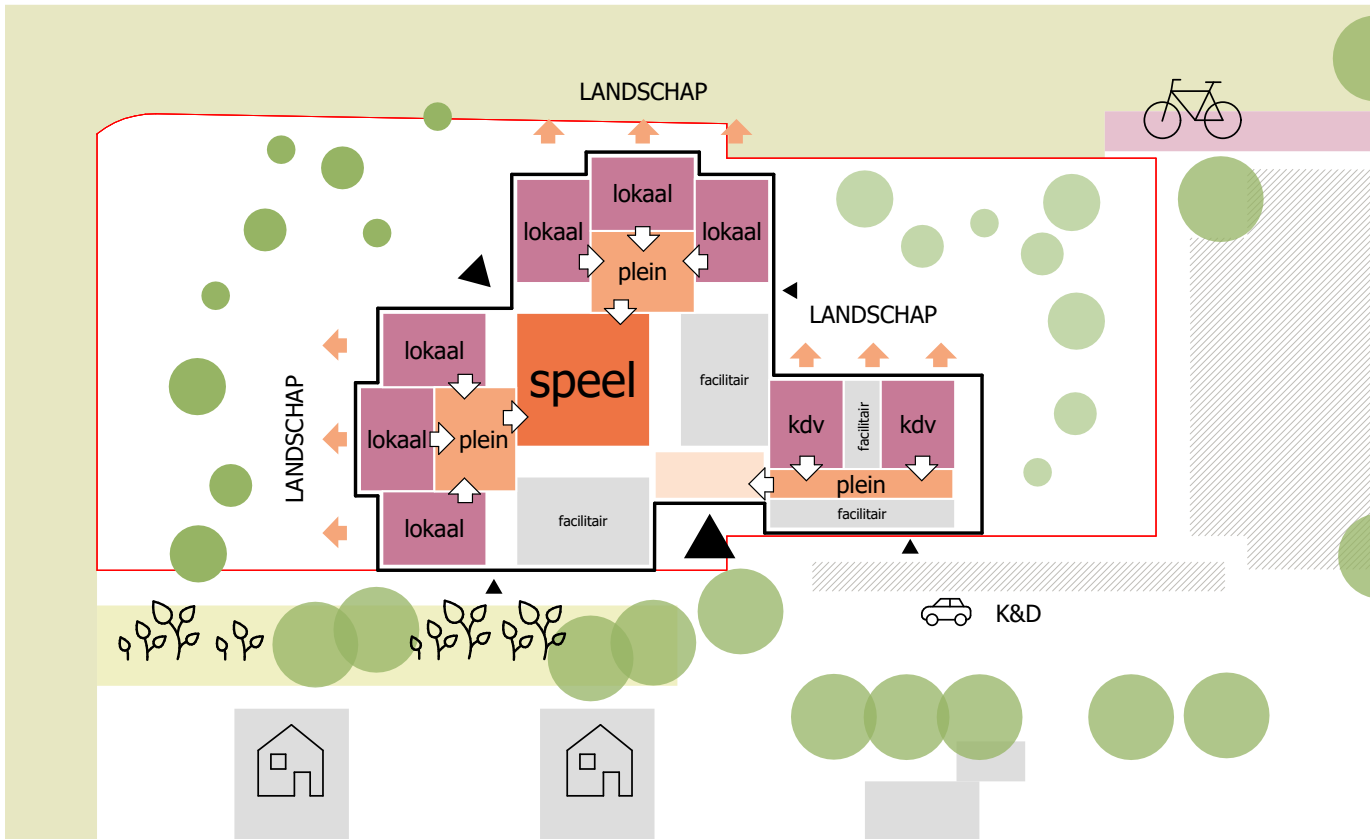 LANDSCHAP
lokaal
lokaal
lokaal
plein
LANDSCHAP
lokaal
speel
facilitair
kdv
facilitair
kdv
LANDSCHAP
lokaal
plein
plein
facilitair
lokaal
facilitair
K&D